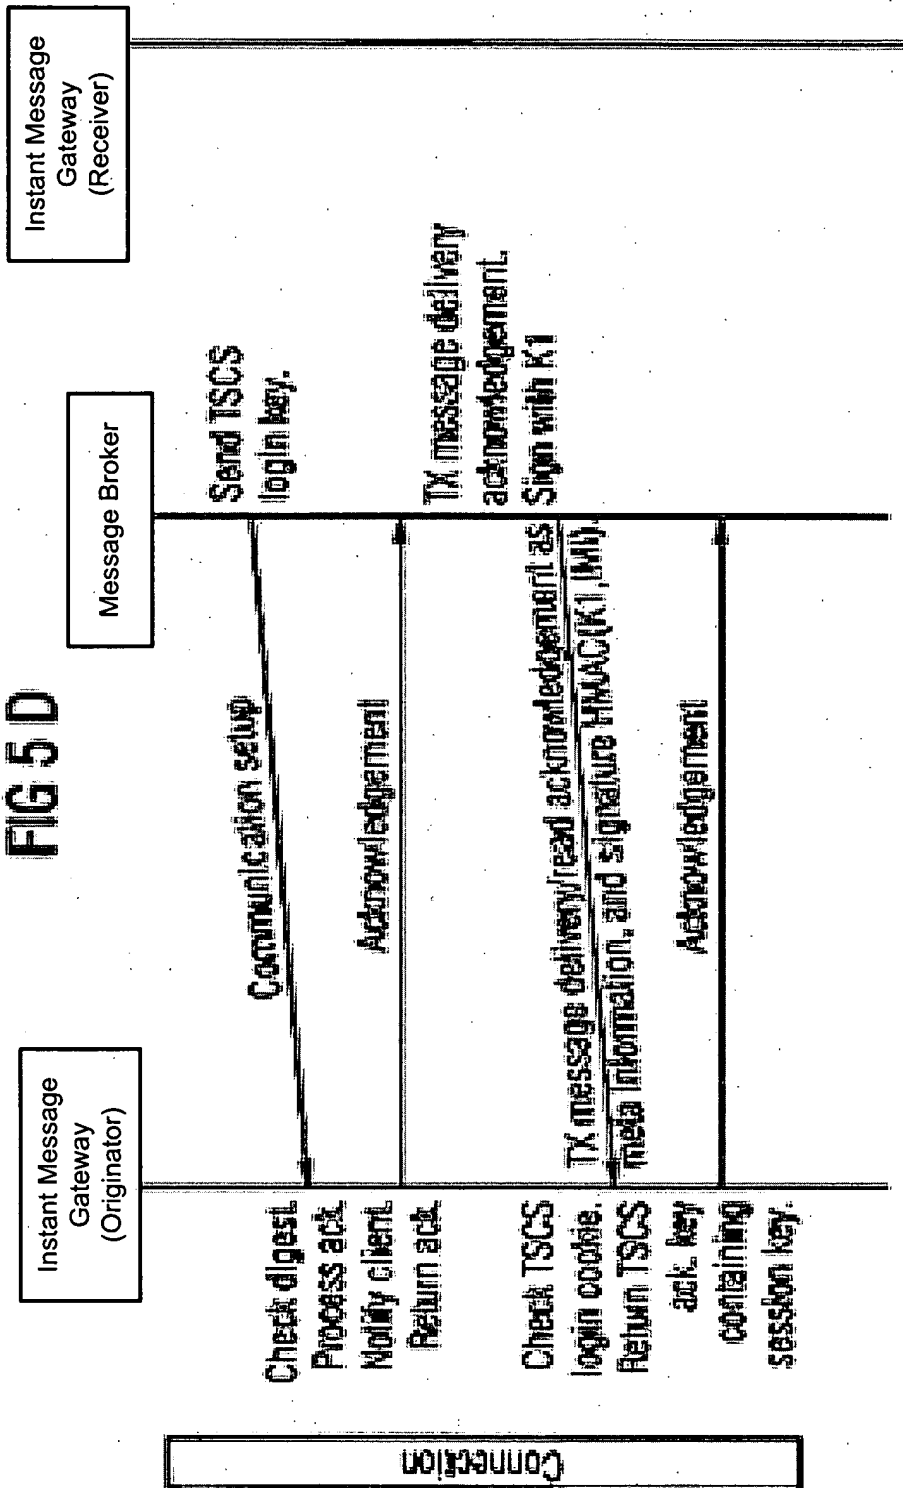 FIG 5 D
Instant Message
Gateway
(Originator)
Message Broker
Instant Message
Gateway
(Receiver)
Communication setup
Send TSCS
login key.
Check digest.
Process ack.
Notify client.
Return ack.
Acknowledgement
TX message delivery
acknowledgement.
Sign with K1
TX message delivery/read acknowledgement as
meta information, and signature HMAC(K1,IMI).
Check TSCS
login cookie.
Return TSCS
ack. key
containing
session key.
Acknowledgement
Connection